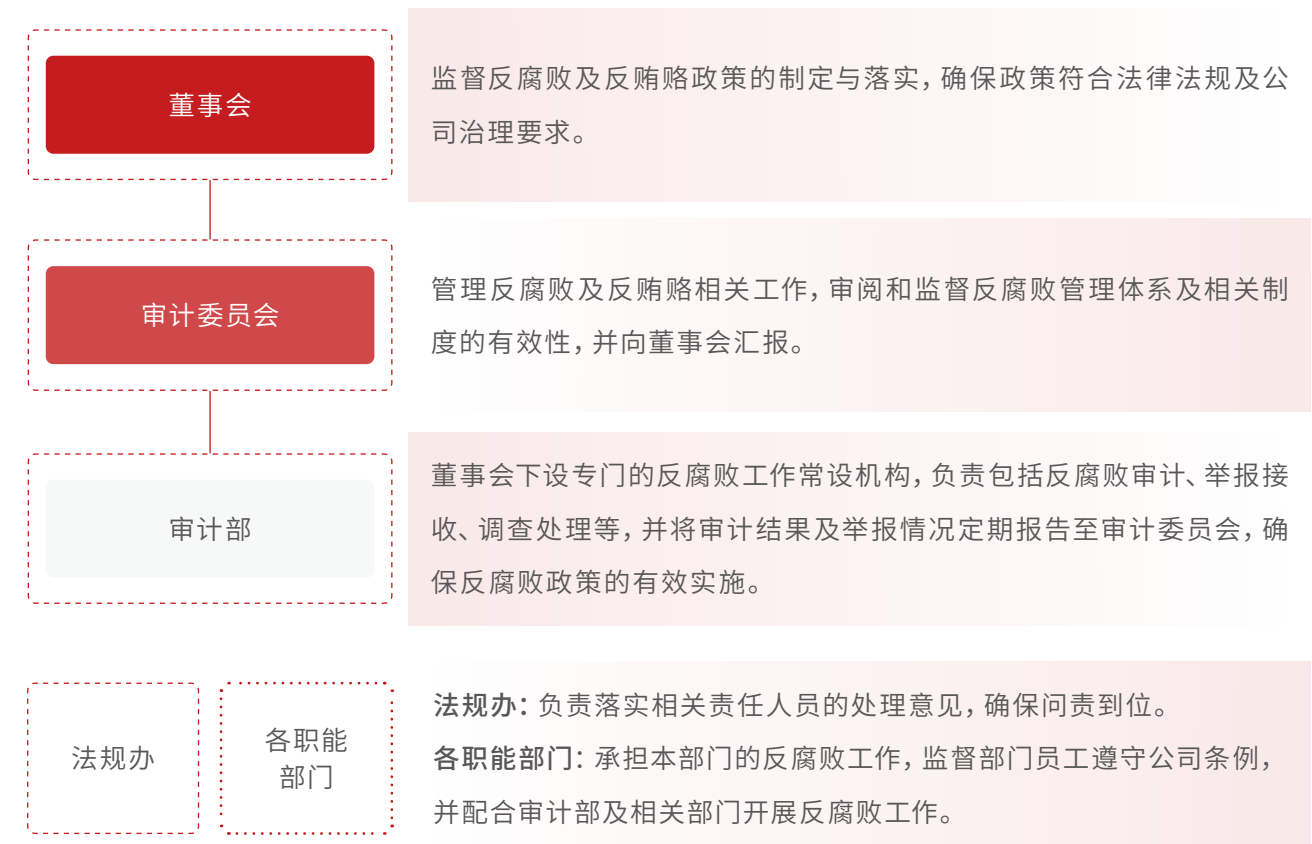 董事会
监督反腐败及反贿赂政策的制定与落实，确保政策符合法律法规及公
司治理要求。
审计委员会
管理反腐败及反贿赂相关工作，审阅和监督反腐败管理体系及相关制
度的有效性，并向董事会汇报。
审计部
董事会下设专门的反腐败工作常设机构，负责包括反腐败审计、举报接
收、调查处理等，并将审计结果及举报情况定期报告至审计委员会，确
保反腐败政策的有效实施。
法规办
各职能
部门
法规办：负责落实相关责任人员的处理意见，确保问责到位。
各职能部门：承担本部门的反腐败工作，监督部门员工遵守公司条例，
并配合审计部及相关部门开展反腐败工作。